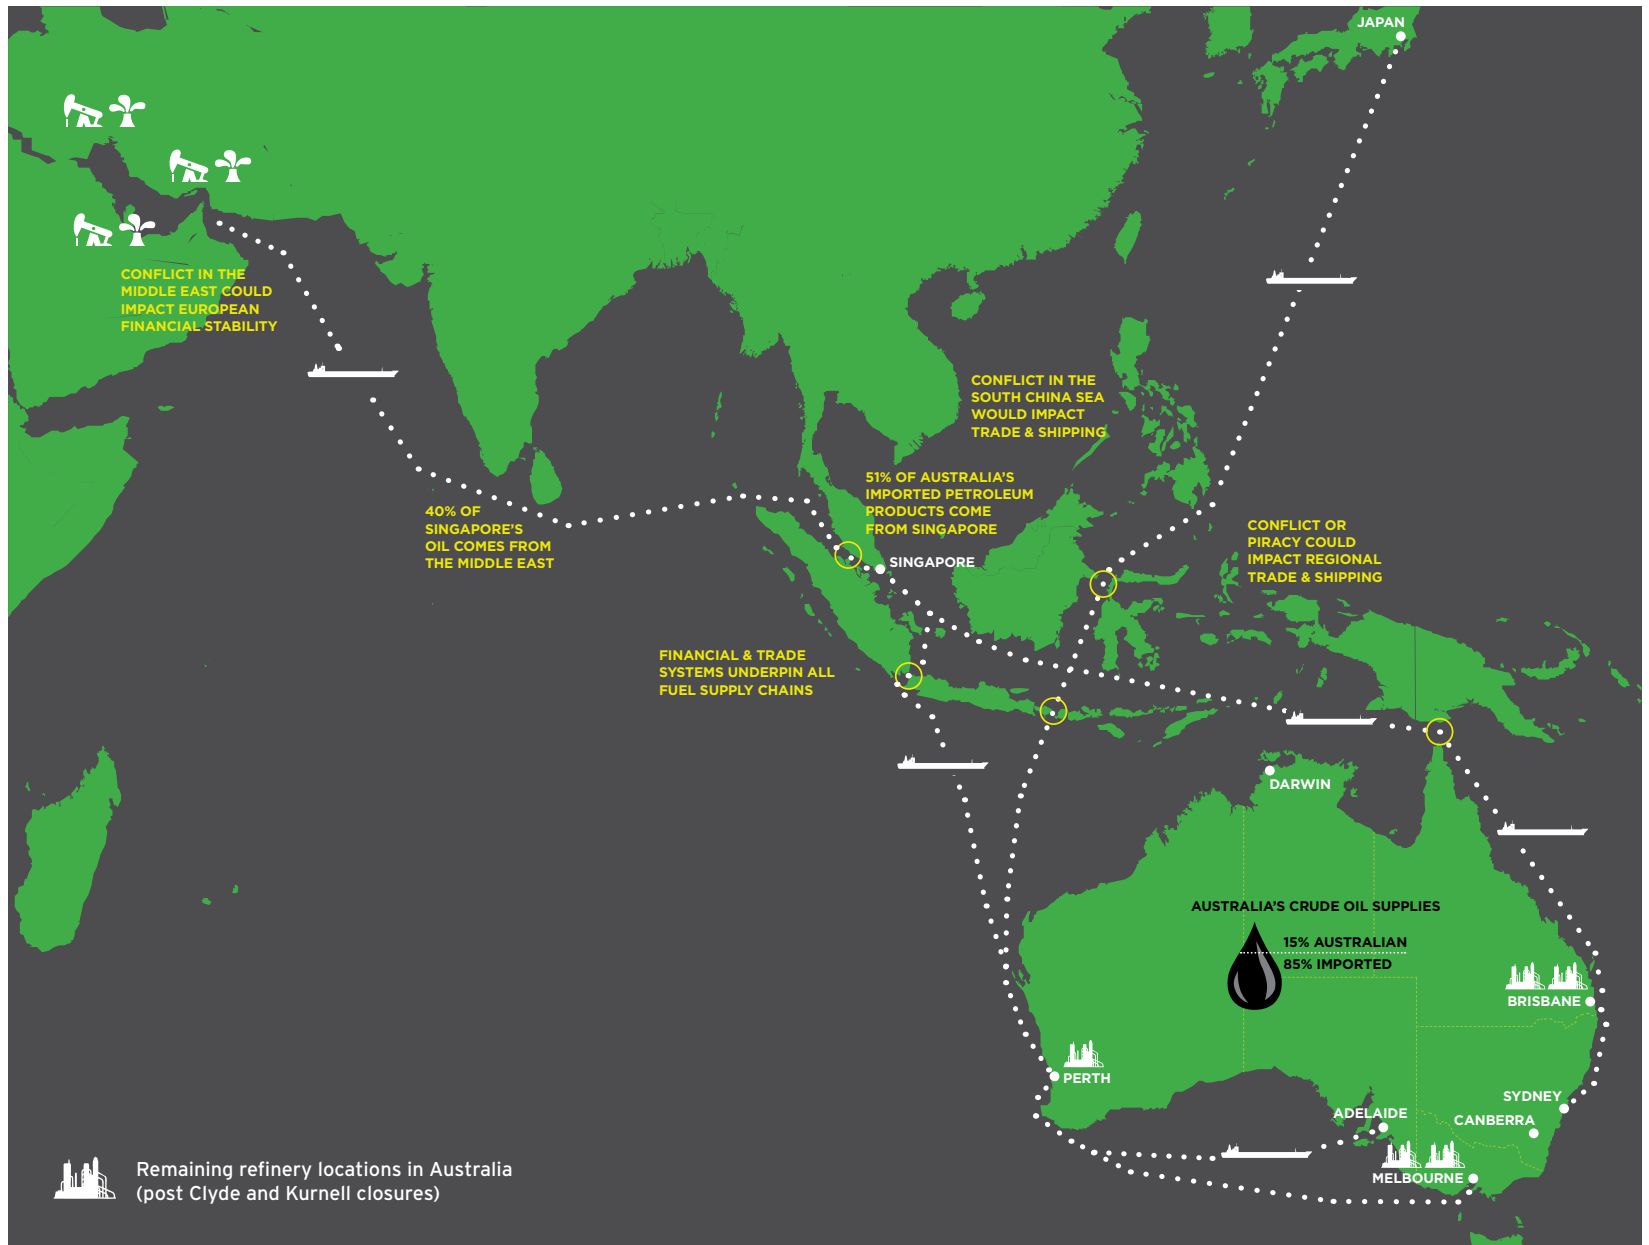 JAPAN
CONFLICT IN THE
MIDDLE EAST COULD
IMPACT EUROPEAN
FINANCIAL STABILITY
CONFLICT IN THE
SOUTH CHINA SEA
WOULD IMPACT
TRADE & SHIPPING
51% OF AUSTRALIA'S
IMPORTED PETROLEUM
PRODUCTS COME
FROM SINGAPORE
40% OF
SINGAPORE'S
OIL COMES FROM
THE MIDDLE EAST
SINGAPORE
CONFLICT OR
PIRACY COULD
IMPACT REGIONAL
TRADE & SHIPPING
FINANCIAL & TRADE
SYSTEMS UNDERPIN ALL
FUEL SUPPLY CHAINS
DARWIN
AUSTRALIA'S CRUDE OIL SUPPLIES
15% AUSTRALIAN
85% IMPORTED
BRISBANE
PERTH
SYDNEY
ADELAIDE
CANBERRA
MELBOURNE
Remaining refinery locations in Australia
(post Clyde and Kurnell closures)